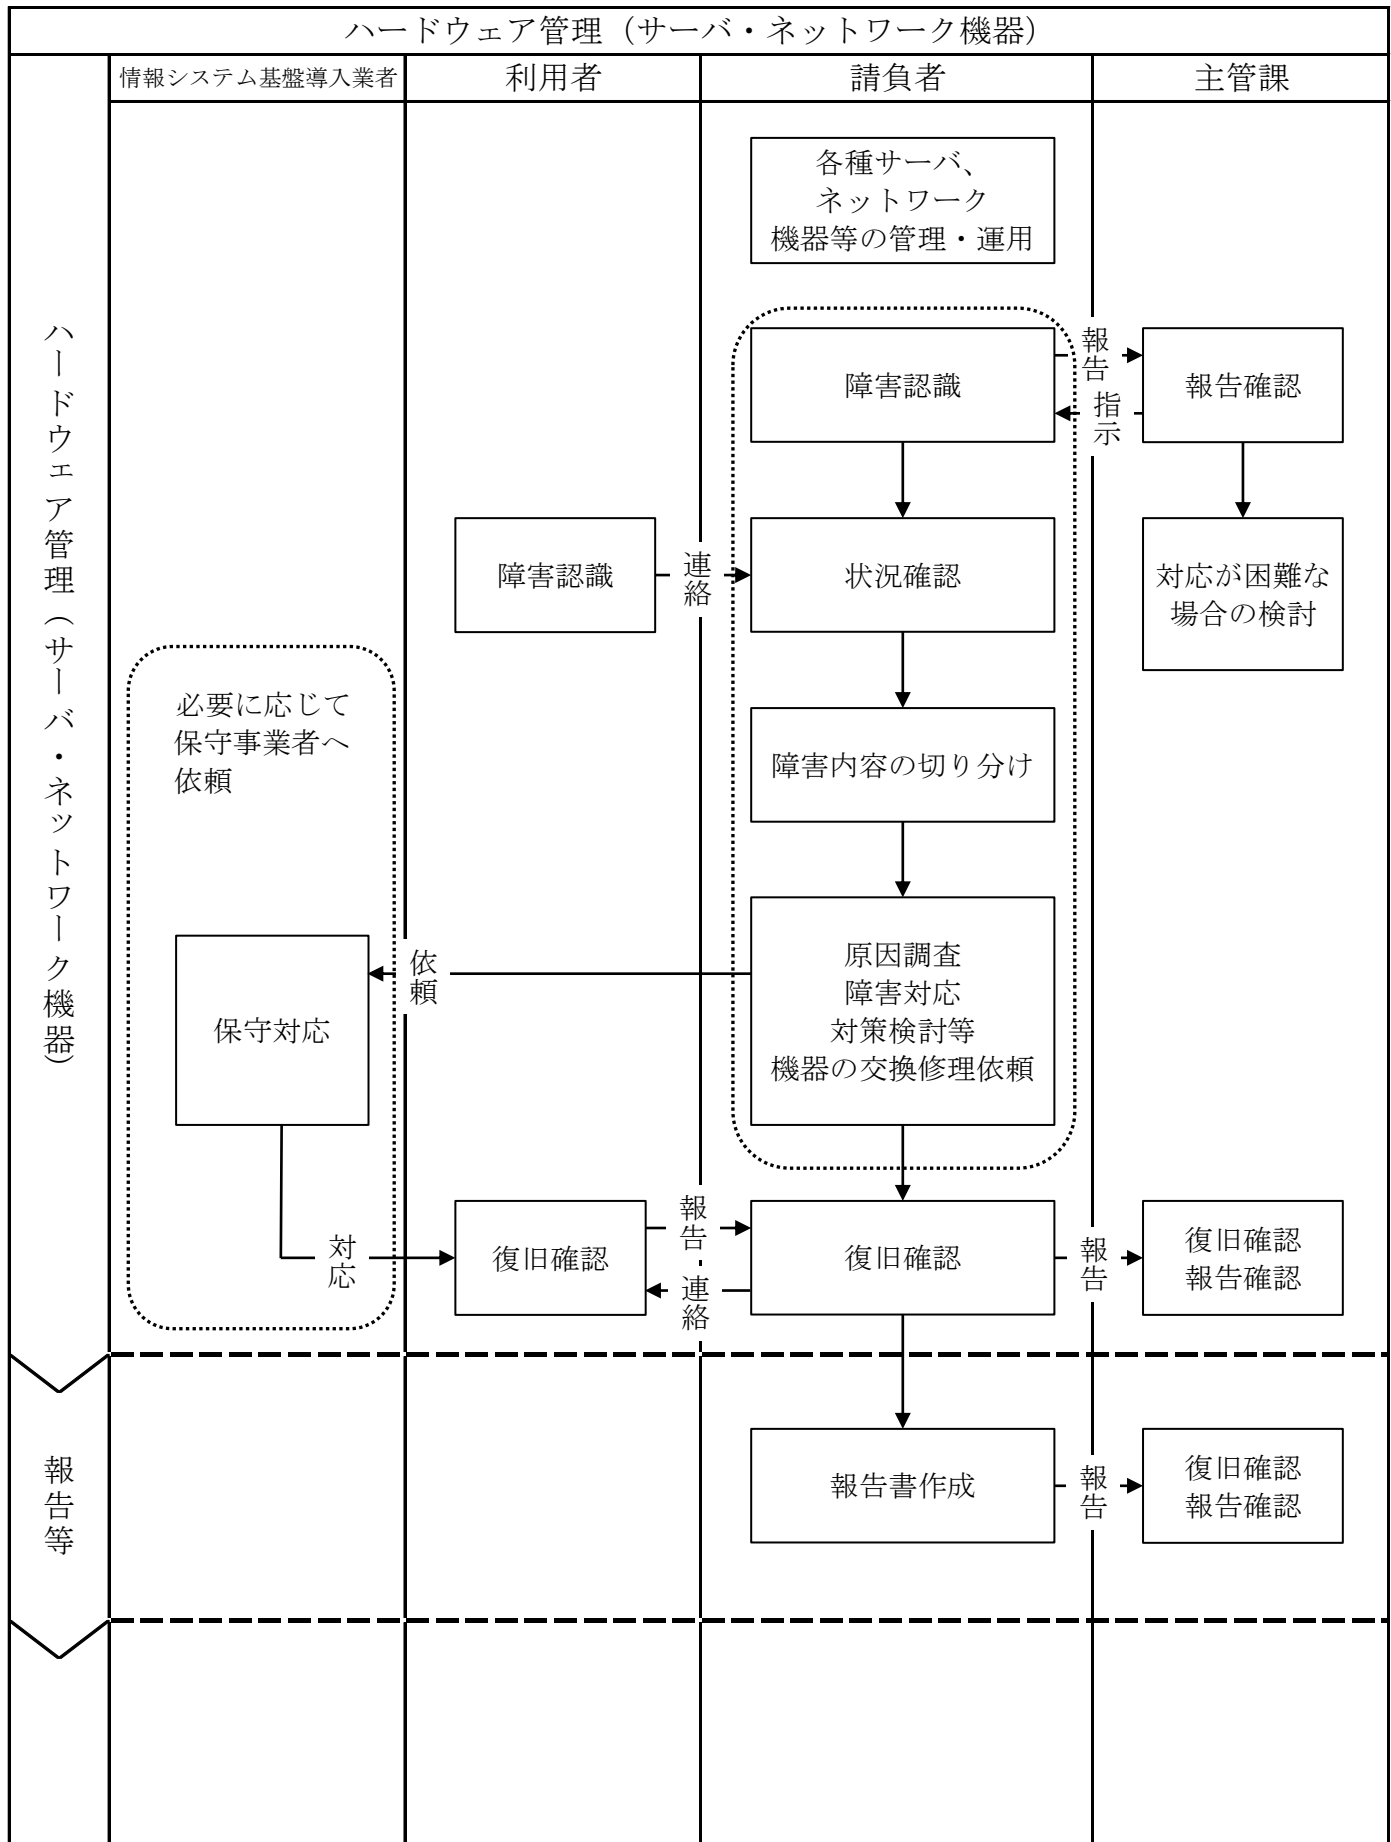 ハードウェア管理（サーバ・ネットワーク機器）
情報システム基盤導入業者
利用者
請負者
主管課
ハードウェア管理（サーバ・ネットワーク機器）
各種サーバ、
ネットワーク
機器等の管理・運用
障害認識
報告
指示
報告確認
障害認識
連絡
状況確認
対応が困難な
場合の検討
必要に応じて
保守事業者へ
依頼
障害内容の切り分け
保守対応
依頼
原因調査
障害対応
対策検討等
機器の交換修理依頼
対応
復旧確認
報告
連絡
復旧確認
報告
復旧確認
報告確認
報告等
報告書作成
報告
復旧確認
報告確認